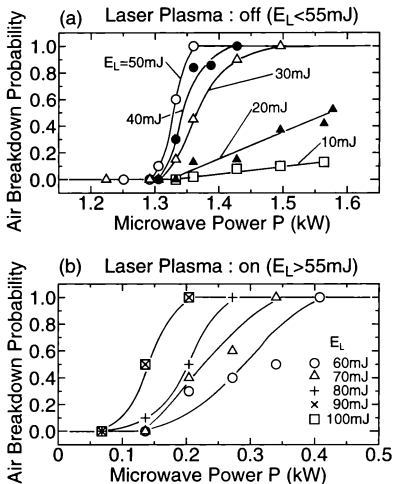 Laser Plasma : off (E_L<55mJ)
(a)
Air Breakdown Probability
1.0
0.8
0.6
0.4
0.2
0.0
E_L=50mJ
40mJ
30mJ
20mJ
10mJ
1.2 1.3 1.4 1.5 1.6
Microwave Power P (kW)
Laser Plasma : on (E_L>55mJ)
(b)
Air Breakdown Probability
1.0
0.8
0.6
0.4
0.2
0.0
E_L
60mJ
70mJ
80mJ
90mJ
100mJ
0 0.1 0.2 0.3 0.4 0.5
Microwave Power P (kW)